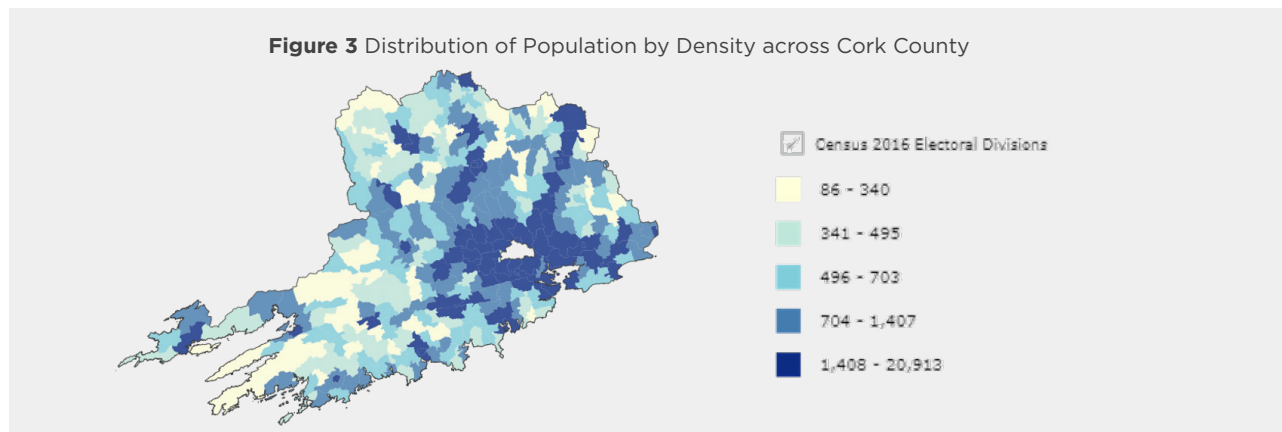 Figure 3 Distribution of Population by Density across Cork County
Census 2016 Electoral Divisions
86 - 340
341 - 495
496 - 703
704 - 1,407
1,408 - 20,913